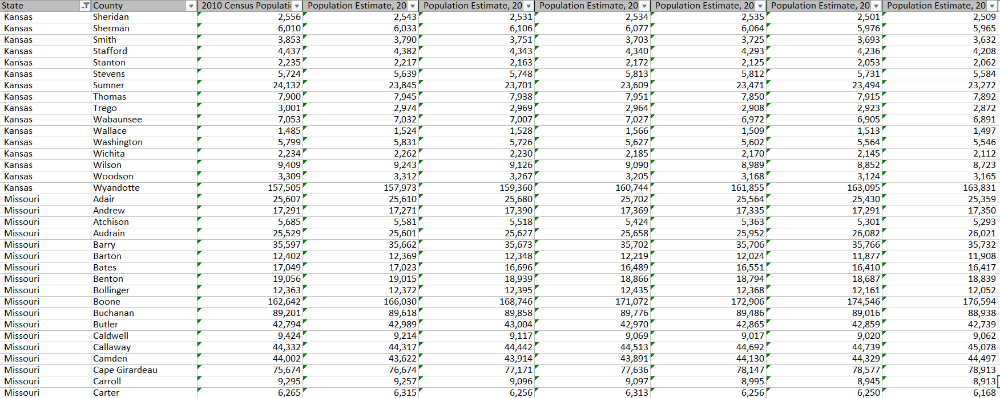 State County 2010 Census Populati Population Estimate, 20 Population Estimate, 20 Population Estimate, 20 Population Estimate, 20 Population Estimate, 20 Population Estimate, 20
Kansas Sheridan 2,556 2,543 2,531 2,534 2,535 2,501 2,509
Kansas Sherman 6,010 6,033 6,106 6,077 6,064 5,976 5,965
Kansas Smith 3,853 3,790 3,751 3,703 3,725 3,693 3,632
Kansas Stafford 4,437 4,382 4,343 4,340 4,293 4,236 4,208
Kansas Stanton 2,235 2,217 2,163 2,172 2,125 2,053 2,062
Kansas Stevens 5,724 5,639 5,748 5,813 5,812 5,731 5,584
Kansas Sumner 24,132 23,845 23,701 23,609 23,471 23,494 23,272
Kansas Thomas 7,900 7,945 7,938 7,951 7,850 7,915 7,892
Kansas Trego 3,001 2,974 2,969 2,964 2,908 2,923 2,872
Kansas Wabaunsee 7,053 7,032 7,007 7,027 6,972 6,905 6,891
Kansas Wallace 1,485 1,524 1,528 1,566 1,509 1,513 1,497
Kansas Washington 5,799 5,831 5,726 5,627 5,602 5,564 5,546
Kansas Wichita 2,234 2,262 2,230 2,185 2,170 2,145 2,112
Kansas Wilson 9,409 9,243 9,126 9,090 8,989 8,852 8,723
Kansas Woodson 3,309 3,312 3,267 3,205 3,168 3,124 3,165
Kansas Wyandotte 157,505 157,973 159,360 160,744 161,855 163,095 163,831
Missouri Adair 25,607 25,610 25,680 25,702 25,564 25,430 25,359
Missouri Andrew 17,291 17,271 17,390 17,369 17,335 17,291 17,350
Missouri Atchison 5,685 5,581 5,518 5,424 5,363 5,301 5,293
Missouri Audrain 25,529 25,601 25,627 25,658 25,952 26,082 26,021
Missouri Barry 35,597 35,662 35,673 35,702 35,706 35,766 35,732
Missouri Barton 12,402 12,369 12,348 12,219 12,024 11,877 11,908
Missouri Bates 17,049 17,023 16,696 16,489 16,551 16,410 16,417
Missouri Benton 19,056 19,015 18,939 18,866 18,794 18,687 18,839
Missouri Bollinger 12,363 12,372 12,395 12,435 12,368 12,161 12,052
Missouri Boone 162,642 166,030 168,746 171,072 172,906 174,546 176,594
Missouri Buchanan 89,201 89,618 89,858 89,776 89,486 89,016 88,938
Missouri Butler 42,794 42,989 43,004 42,970 42,865 42,859 42,739
Missouri Caldwell 9,424 9,214 9,117 9,069 9,017 9,020 9,062
Missouri Callaway 44,332 44,317 44,442 44,513 44,692 44,739 45,078
Missouri Camden 44,002 43,622 43,914 43,891 44,130 44,329 44,497
Missouri Cape Girardeau 75,674 76,674 77,171 77,636 78,147 78,577 78,913
Missouri Carroll 9,295 9,257 9,096 9,097 8,995 8,945 8,913
Missouri Carter 6,265 6,315 6,256 6,313 6,256 6,250 6,168